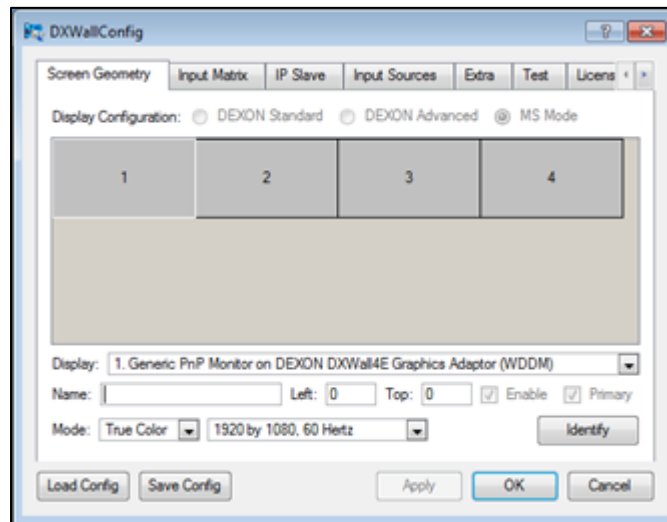 DXWallConfig
Screen Geometry Input Matrix IP Slave Input Sources Extra Test Licens
Display Configuration: DEXON Standard DEXON Advanced MS Mode
1 2 3 4
Display: 1. Generic PnP Monitor on DEXON DXWall4E Graphics Adaptor (WDDM)
Name: Left: 0 Top: 0 Enable Primary
Mode: True Color 1920 by 1080, 60 Hertz Identify
Load Config Save Config Apply OK Cancel